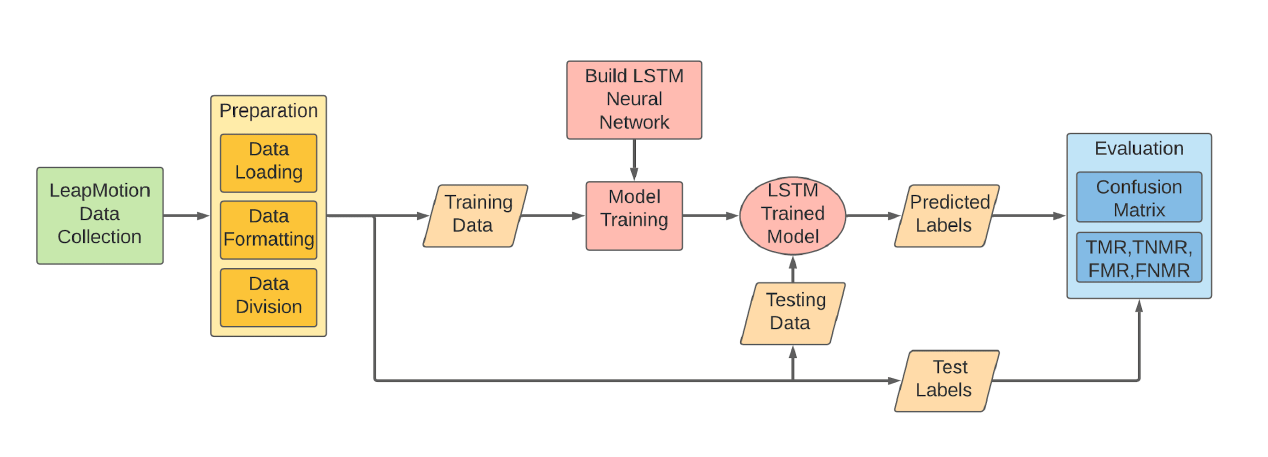 LeapMotion
Data
Collection
Preparation
Data
Loading
Data
Formatting
Data
Division
Training
Data
Build LSTM
Neural
Network
Model
Training
LSTM
Trained
Model
Testing
Data
Predicted
Labels
Test
Labels
Evaluation
Confusion
Matrix
TMR,TNMR,
FMR,FNMR